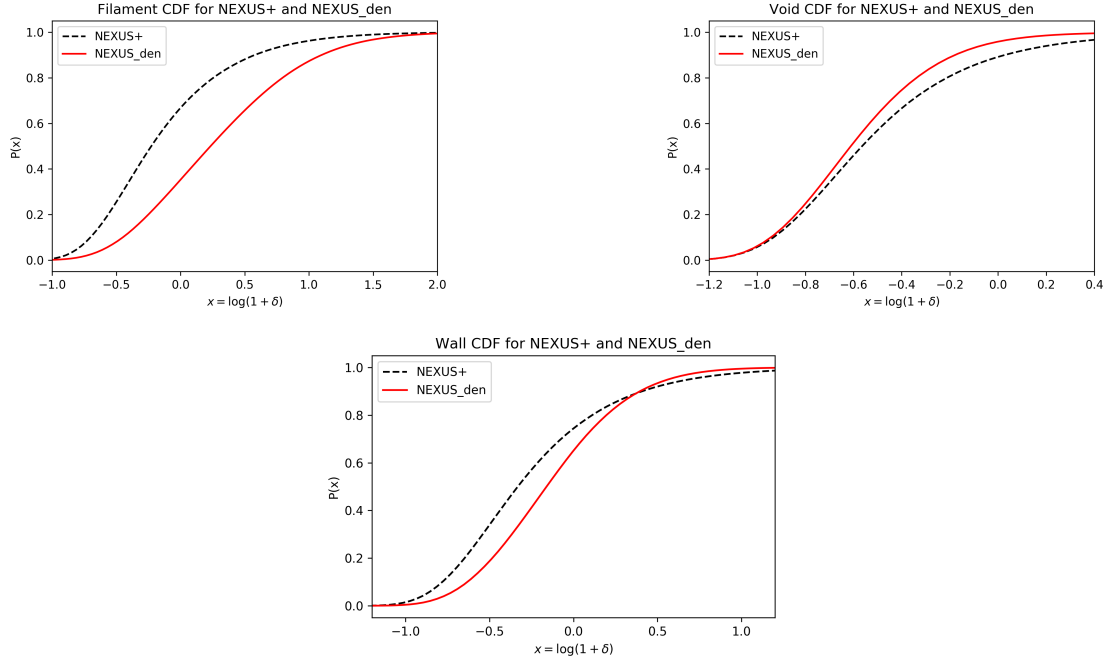 Filament CDF for NEXUS+ and NEXUS_den
NEXUS+
NEXUS_den
P(x)
1.0
0.8
0.6
0.4
0.2
0.0
−1.0 −0.5 0.0 0.5 1.0 1.5 2.0
x = log(1 + δ)
Void CDF for NEXUS+ and NEXUS_den
NEXUS+
NEXUS_den
P(x)
1.0
0.8
0.6
0.4
0.2
0.0
−1.2 −1.0 −0.8 −0.6 −0.4 −0.2 0.0 0.2 0.4
x = log(1 + δ)
Wall CDF for NEXUS+ and NEXUS_den
NEXUS+
NEXUS_den
P(x)
1.0
0.8
0.6
0.4
0.2
0.0
−1.0 −0.5 0.0 0.5 1.0
x = log(1 + δ)